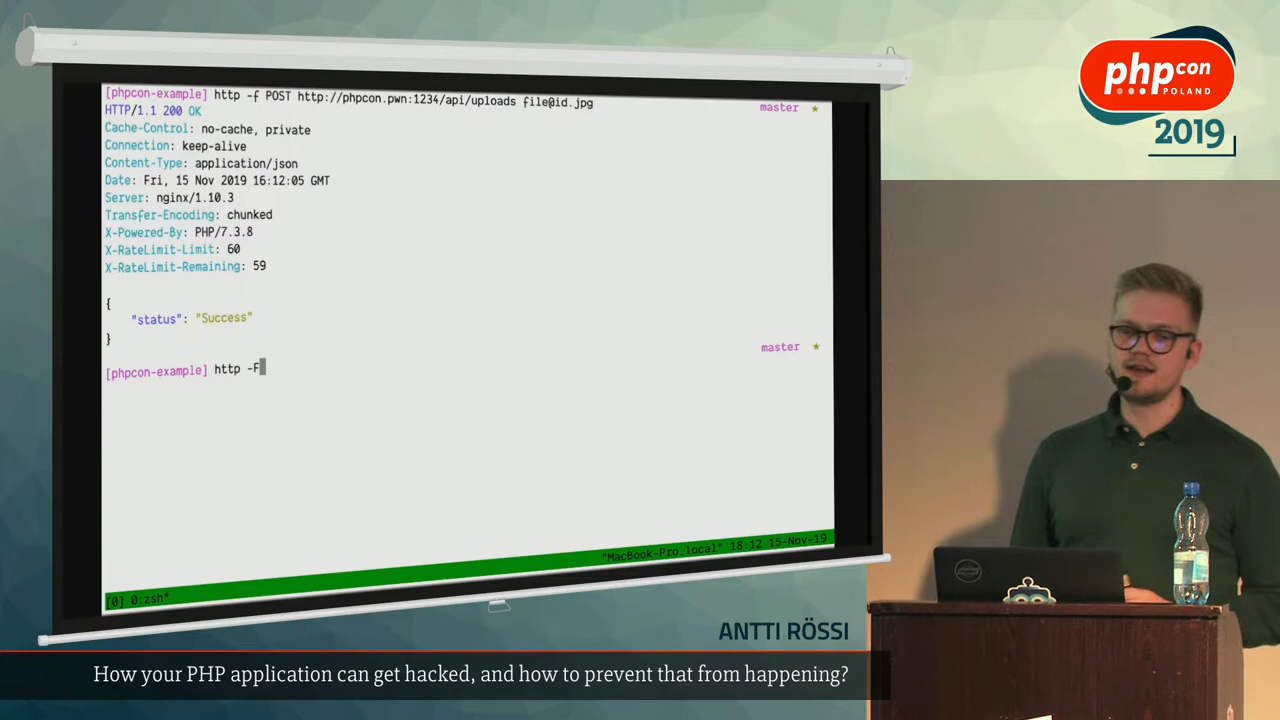 [phpcon-example] http -f POST http://phpcon.pwn:1234/api/uploads file@id.jpg
master ★
HTTP/1.1 200 OK
Cache-Control: no-cache, private
Connection: keep-alive
Content-Type: application/json
Date: Fri, 15 Nov 2019 16:12:05 GMT
Server: nginx/1.10.3
Transfer-Encoding: chunked
X-Powered-By: PHP/7.3.8
X-RateLimit-Limit: 60
X-RateLimit-Remaining: 59
{
"status": "Success"
}
master ★
[phpcon-example] http -F
"MacBook-Pro.local" 18:12 15-Nov-19
[0] 0:zsh*
phpcon
POLAND
2019
ANTTI RÖSSI
How your PHP application can get hacked, and how to prevent that from happening?